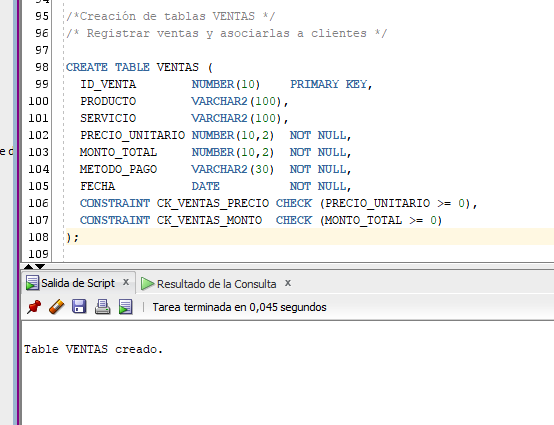 95 /*Creación de tablas VENTAS */
96 /* Registrar ventas y asociarlas a clientes */
97
98 CREATE TABLE VENTAS (
99 ID_VENTA NUMBER(10) PRIMARY KEY,
100 PRODUCTO VARCHAR2(100),
101 SERVICIO VARCHAR2(100),
102 PRECIO_UNITARIO NUMBER(10,2) NOT NULL,
103 MONTO_TOTAL NUMBER(10,2) NOT NULL,
104 METODO_PAGO VARCHAR2(30) NOT NULL,
105 FECHA DATE NOT NULL,
106 CONSTRAINT CK_VENTAS_PRECIO CHECK (PRECIO_UNITARIO >= 0),
107 CONSTRAINT CK_VENTAS_MONTO CHECK (MONTO_TOTAL >= 0)
108 );
109
Salida de Script x Resultado de la Consulta x
Tarea terminada en 0,045 segundos
Table VENTAS creado.